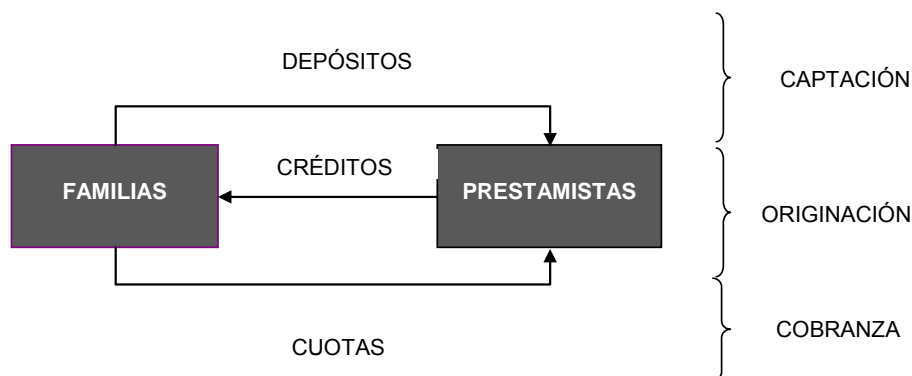 DEPÓSITOS
CAPTACIÓN
CRÉDITOS
FAMILIAS
PRESTAMISTAS
ORIGINACIÓN
CUOTAS
COBRANZA